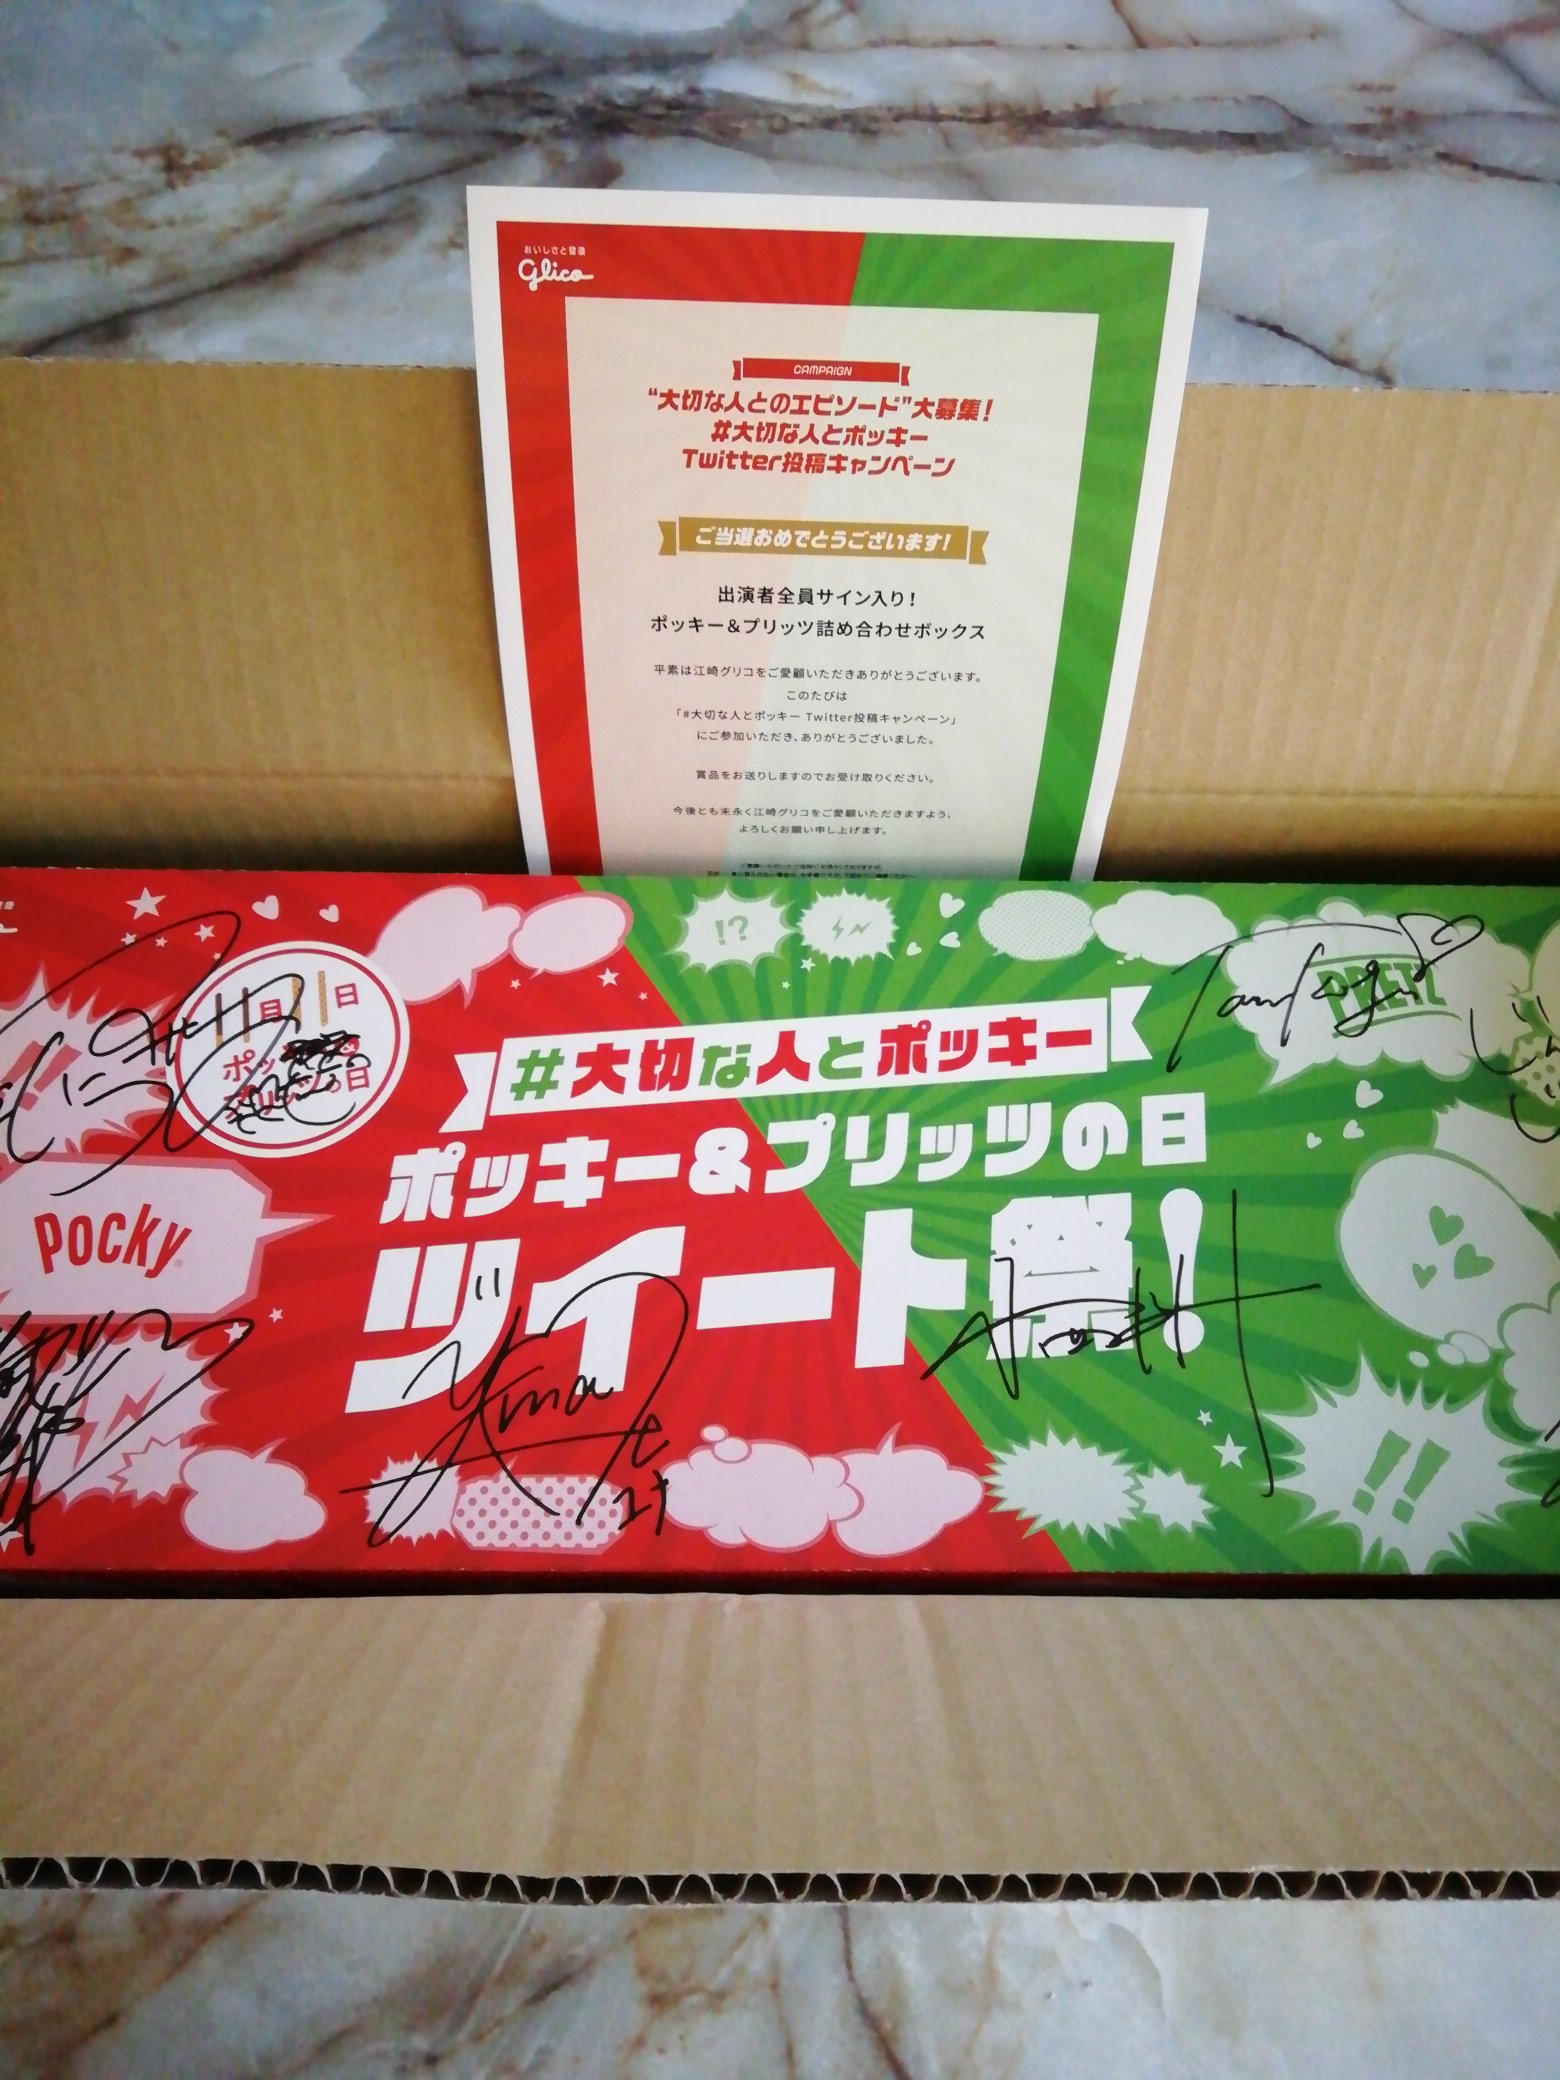 おいしさと健康
Glico
CAMPAIGN
“大切な人とのエピソード”大募集！
#大切な人とポッキー
Twitter投稿キャンペーン
ご当選おめでとうございます！
出演者全員サイン入り！
ポッキー＆プリッツ詰め合わせボックス
平素は江崎グリコをご愛顧いただきありがとうございます。
このたびは
「#大切な人とポッキー Twitter投稿キャンペーン」
にご参加いただき、ありがとうございました。
賞品をお送りしますのでお受け取りください。
今後とも末永く江崎グリコをご愛顧いただきますよう、
よろしくお願い申し上げます。
!?
11月11日
PRETZ
#大切な人とポッキー
ポッキー&プリッツの日
ツイート祭!
Pocky
!!